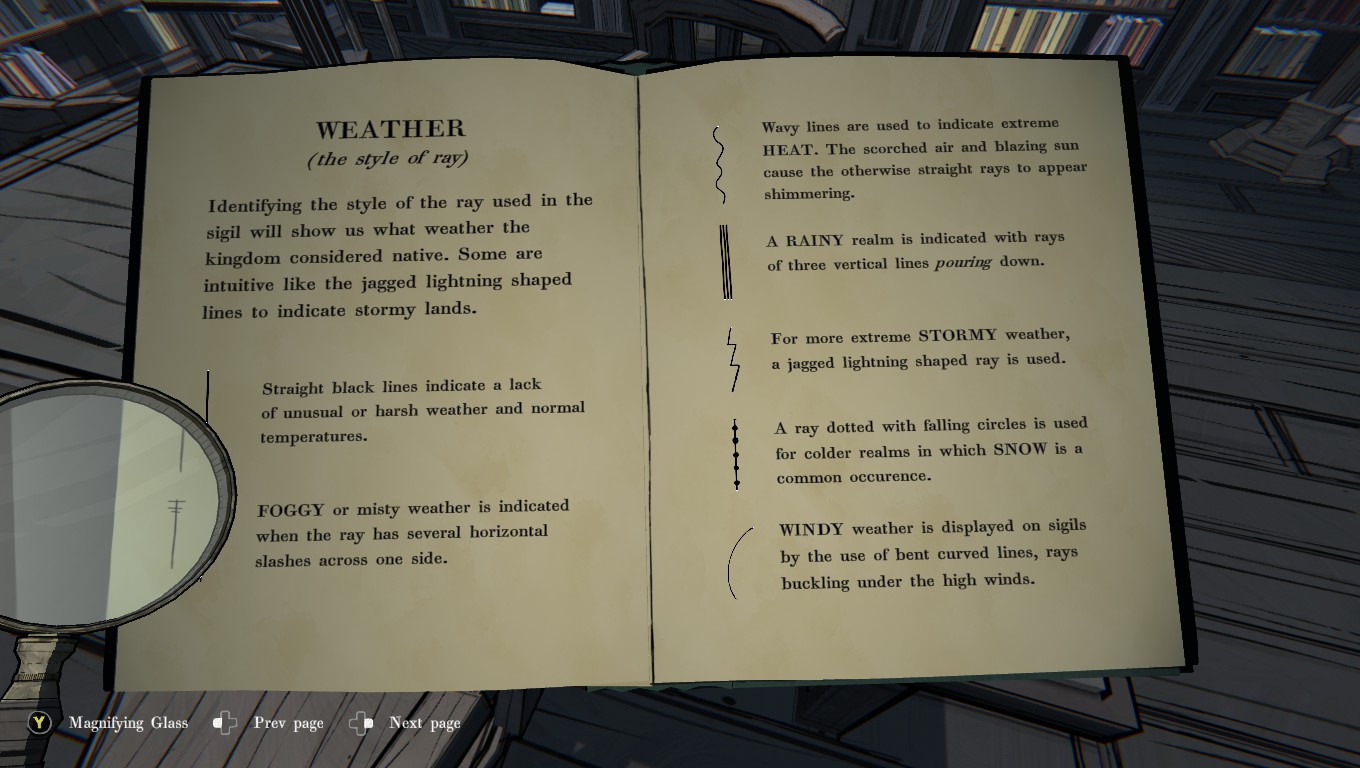 WEATHER
(the style of ray)
Identifying the style of the ray used in the
sigil will show us what weather the
kingdom considered native. Some are
intuitive like the jagged lightning shaped
lines to indicate stormy lands.
Straight black lines indicate a lack
of unusual or harsh weather and normal
temperatures.
FOGGY or misty weather is indicated
when the ray has several horizontal
slashes across one side.
Wavy lines are used to indicate extreme
HEAT. The scorched air and blazing sun
cause the otherwise straight rays to appear
shimmering.
A RAINY realm is indicated with rays
of three vertical lines pouring down.
For more extreme STORMY weather,
a jagged lightning shaped ray is used.
A ray dotted with falling circles is used
for colder realms in which SNOW is a
common occurence.
WINDY weather is displayed on sigils
by the use of bent curved lines, rays
buckling under the high winds.
Y Magnifying Glass Prev page Next page